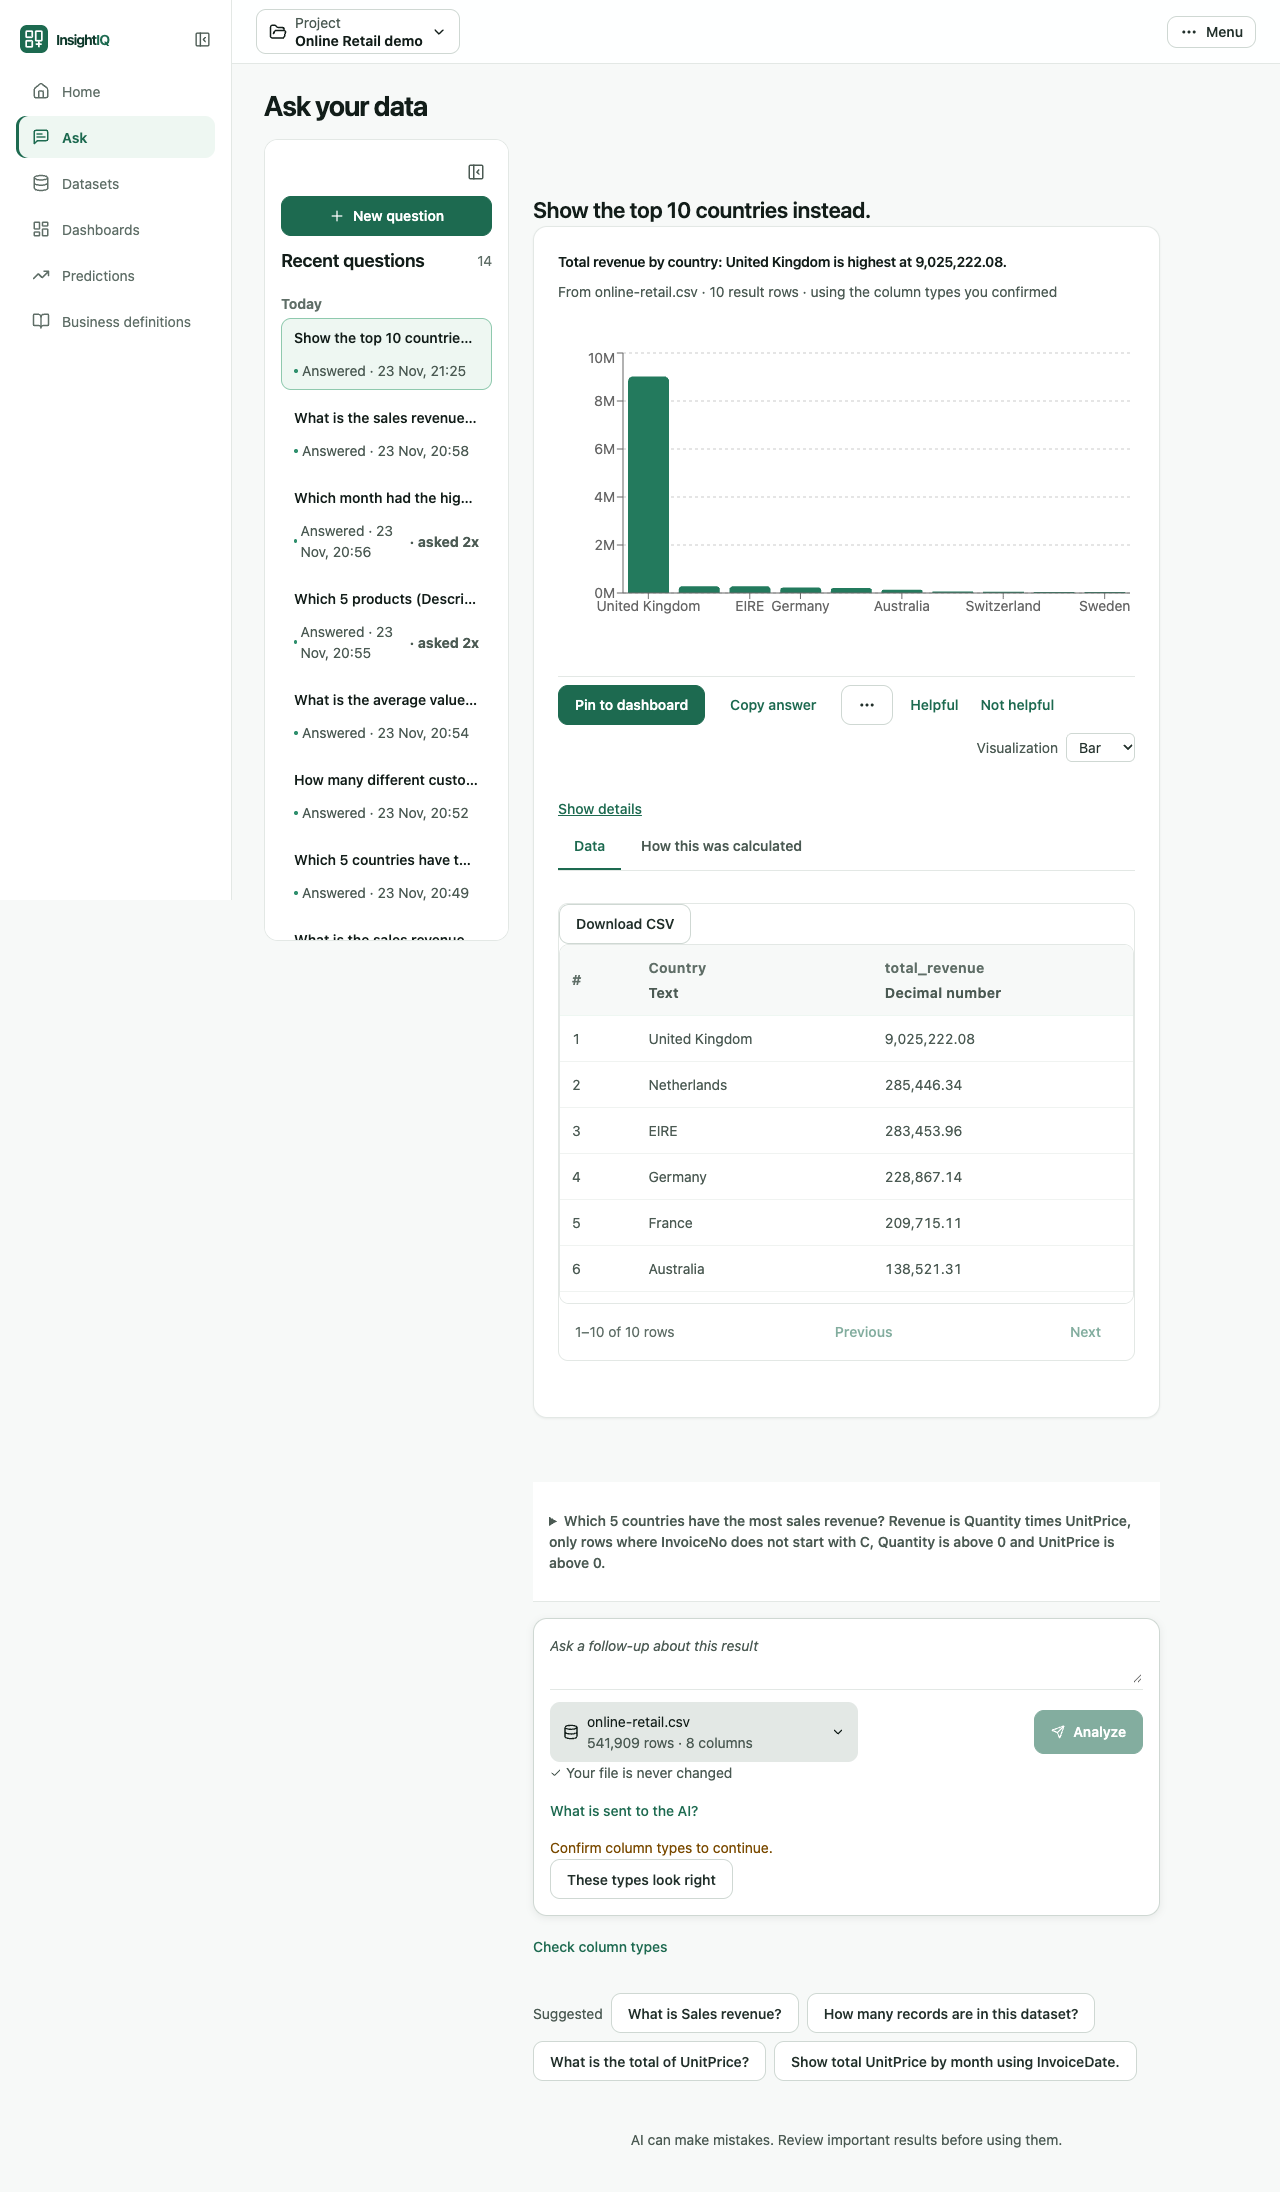 InsightIQ
Home
Ask
Datasets
Dashboards
Predictions
Business definitions
Project
Online Retail demo
Menu
Ask your data
New question
Recent questions 14
Today
Show the top 10 countrie...
Answered · 23 Nov, 21:25
What is the sales revenue...
Answered · 23 Nov, 20:58
Which month had the hig...
Answered · 23
Nov, 20:56
· asked 2x
Which 5 products (Descri...
Answered · 23
Nov, 20:55
· asked 2x
What is the average value...
Answered · 23 Nov, 20:54
How many different custo...
Answered · 23 Nov, 20:52
Which 5 countries have t...
Answered · 23 Nov, 20:49
What is the sales revenue
Show the top 10 countries instead.
Total revenue by country: United Kingdom is highest at 9,025,222.08.
From online-retail.csv · 10 result rows · using the column types you confirmed
10M
8M
6M
4M
2M
0M
United Kingdom EIRE Germany Australia Switzerland Sweden
Pin to dashboard Copy answer ... Helpful Not helpful
Visualization Bar
Show details
Data How this was calculated
Download CSV
# Country total_revenue
Text Decimal number
1 United Kingdom 9,025,222.08
2 Netherlands 285,446.34
3 EIRE 283,453.96
4 Germany 228,867.14
5 France 209,715.11
6 Australia 138,521.31
1–10 of 10 rows Previous Next
Which 5 countries have the most sales revenue? Revenue is Quantity times UnitPrice,
only rows where InvoiceNo does not start with C, Quantity is above 0 and UnitPrice is
above 0.
Ask a follow-up about this result
online-retail.csv
541,909 rows · 8 columns
Analyze
✓ Your file is never changed
What is sent to the AI?
Confirm column types to continue.
These types look right
Check column types
Suggested What is Sales revenue? How many records are in this dataset?
What is the total of UnitPrice? Show total UnitPrice by month using InvoiceDate.
AI can make mistakes. Review important results before using them.